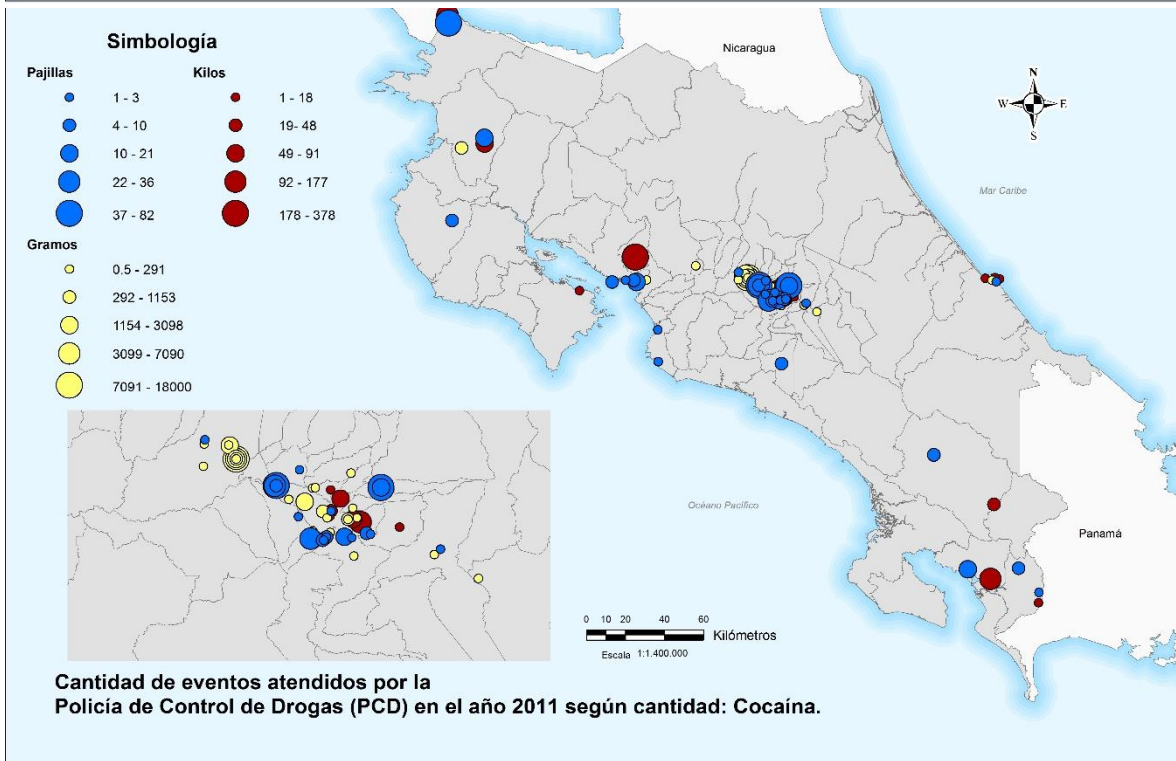 Simbología
Pajillas
1 - 3
4 - 10
10 - 21
22 - 36
37 - 82
Kilos
1 - 18
19- 48
49 - 91
92 - 177
178 - 378
Gramos
0.5 - 291
292 - 1153
1154 - 3098
3099 - 7090
7091 - 18000
Nicaragua
N
W E
S
Mar Caribe
Océano Pacífico
Panamá
0 10 20 40 60
Kilómetros
Escala 1:1.400.000
Cantidad de eventos atendidos por la
Policía de Control de Drogas (PCD) en el año 2011 según cantidad: Cocaína.